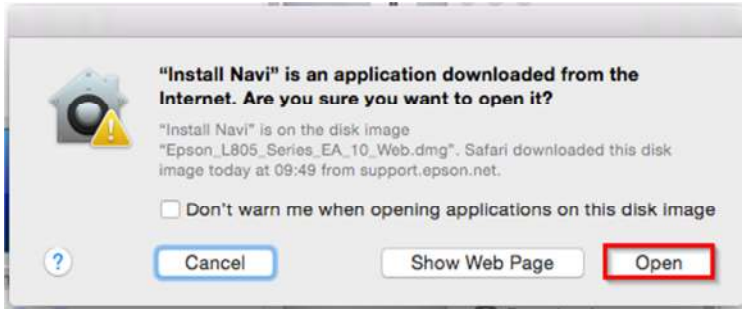 “Install Navi” is an application downloaded from the
Internet. Are you sure you want to open it?
“Install Navi” is on the disk image
“Epson_L805_Series_EA_10_Web.dmg”. Safari downloaded this disk
image today at 09:49 from support.epson.net.
Don't warn me when opening applications on this disk image
?
Cancel
Show Web Page
Open